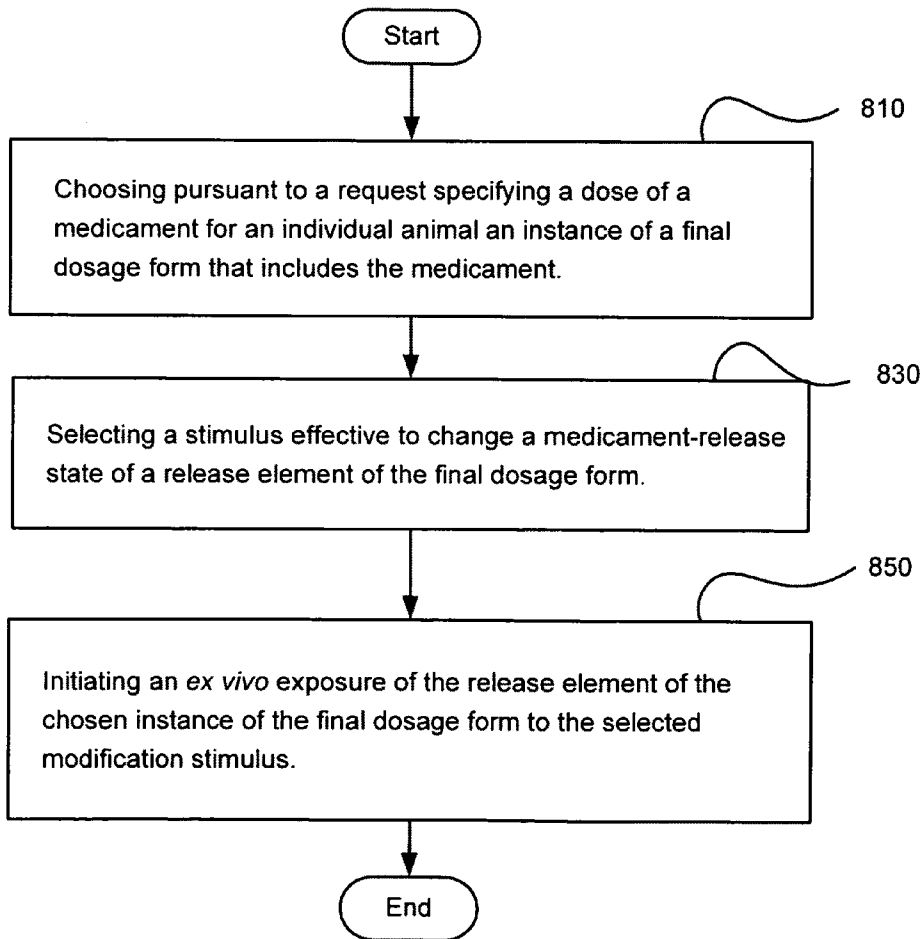 Start
810
Choosing pursuant to a request specifying a dose of a
medicament for an individual animal an instance of a final
dosage form that includes the medicament.
830
Selecting a stimulus effective to change a medicament-release
state of a release element of the final dosage form.
850
Initiating an ex vivo exposure of the release element of the
chosen instance of the final dosage form to the selected
modification stimulus.
End